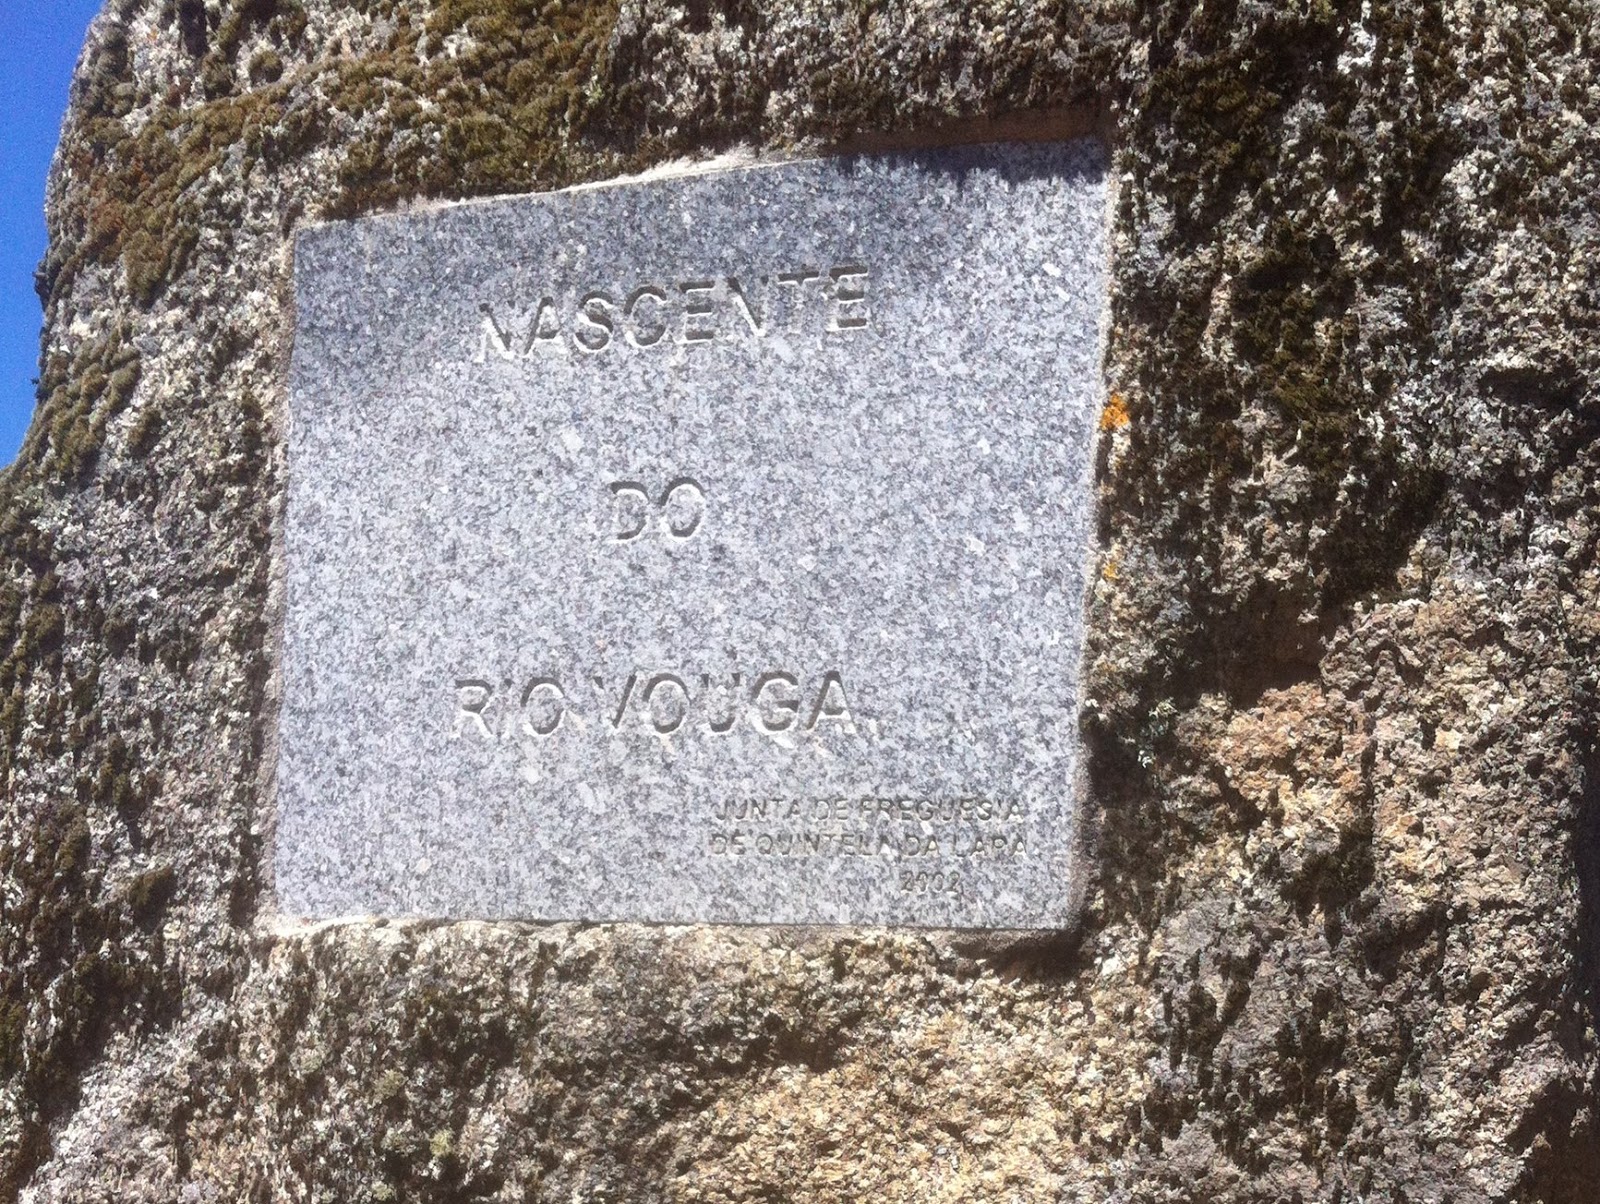 NASCENTE
DO
RIO VOUGA
JUNTA DE FREGUESIA
DE QUINTELA DA LAPA
2002